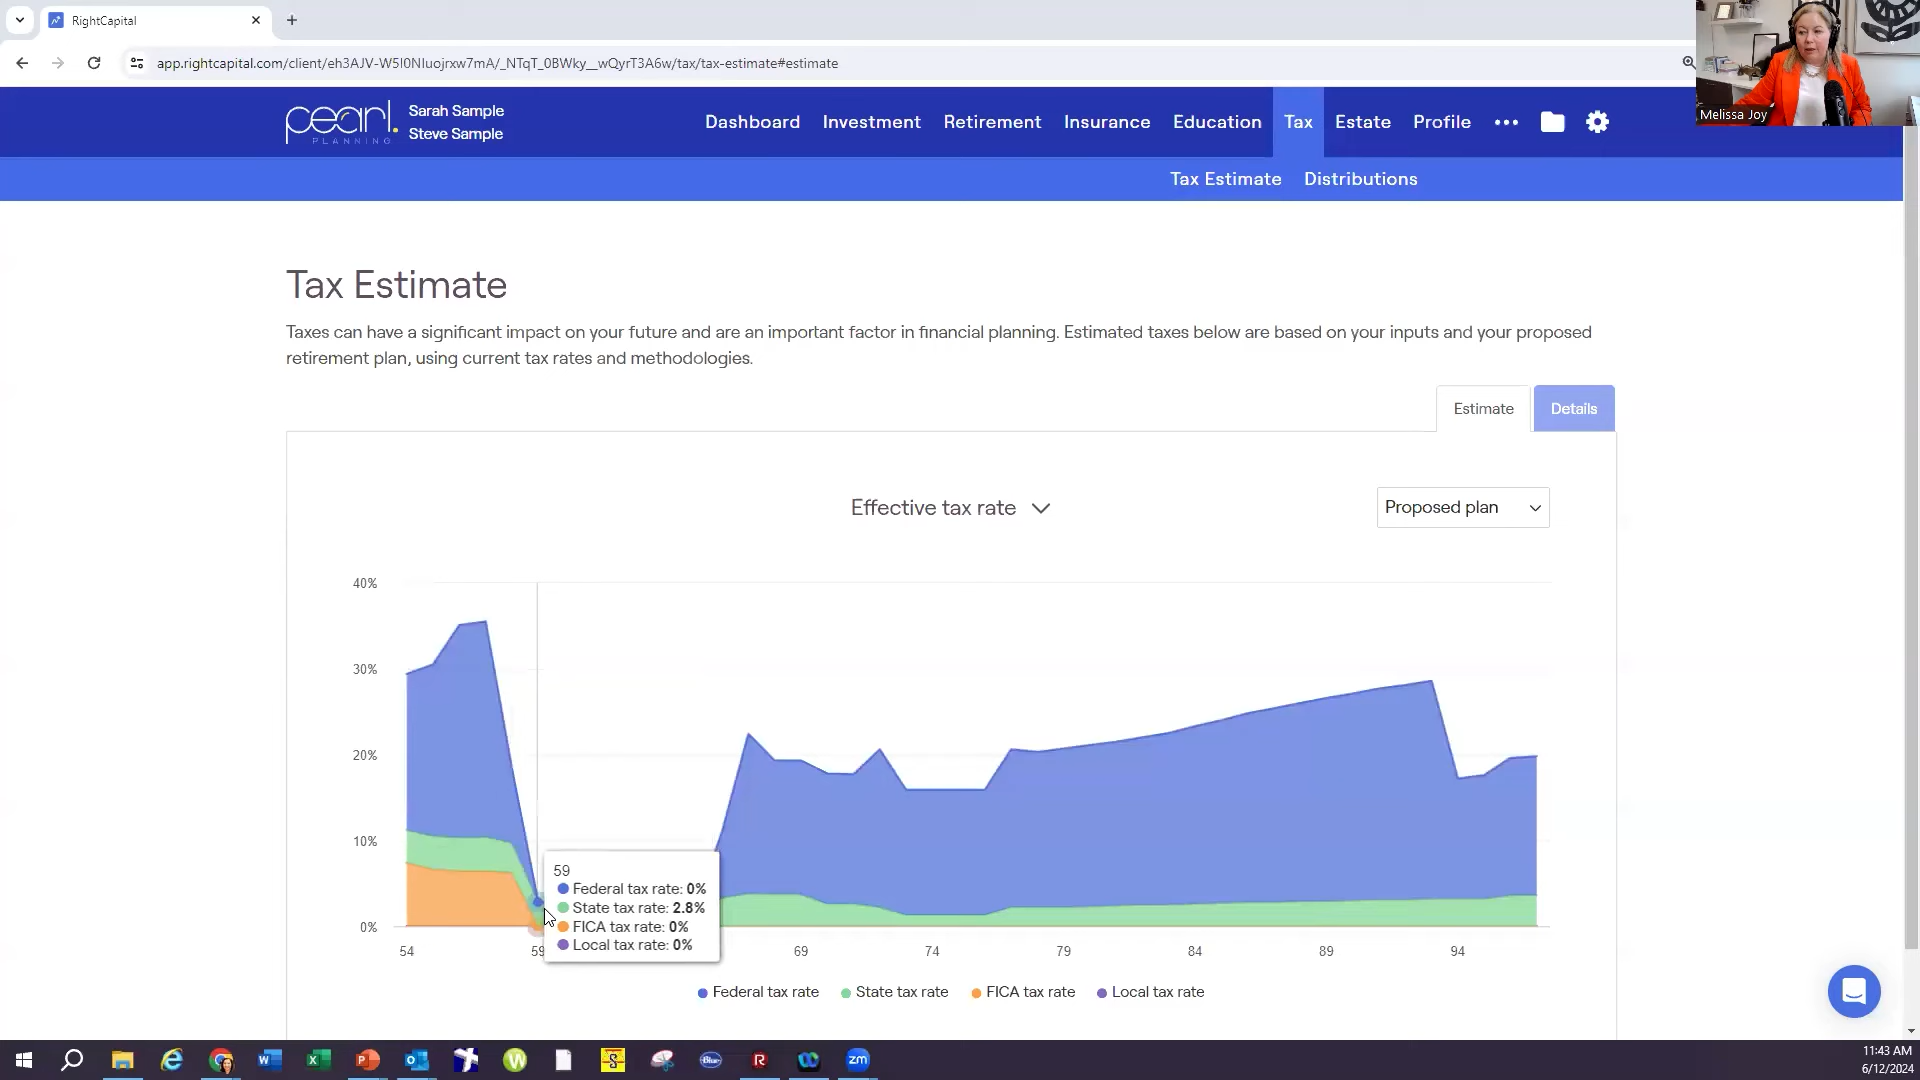 RightCapital
app.rightcapital.com/client/eh3AJV-W5I0NIuojrxw7mA/_NTqT_0BWky__wQyrT3A6w/tax/tax-estimate#estimate
Melissa Joy
pearl.
PLANNING
Sarah Sample
Steve Sample
Dashboard Investment Retirement Insurance Education Tax Estate Profile
Tax Estimate Distributions
Tax Estimate
Taxes can have a significant impact on your future and are an important factor in financial planning. Estimated taxes below are based on your inputs and your proposed
retirement plan, using current tax rates and methodologies.
Estimate Details
Effective tax rate
Proposed plan
40%
30%
20%
10%
0%
59
Federal tax rate: 0%
State tax rate: 2.8%
FICA tax rate: 0%
Local tax rate: 0%
54 59 69 74 79 84 89 94
Federal tax rate State tax rate FICA tax rate Local tax rate
zm
11:43 AM
6/12/2024